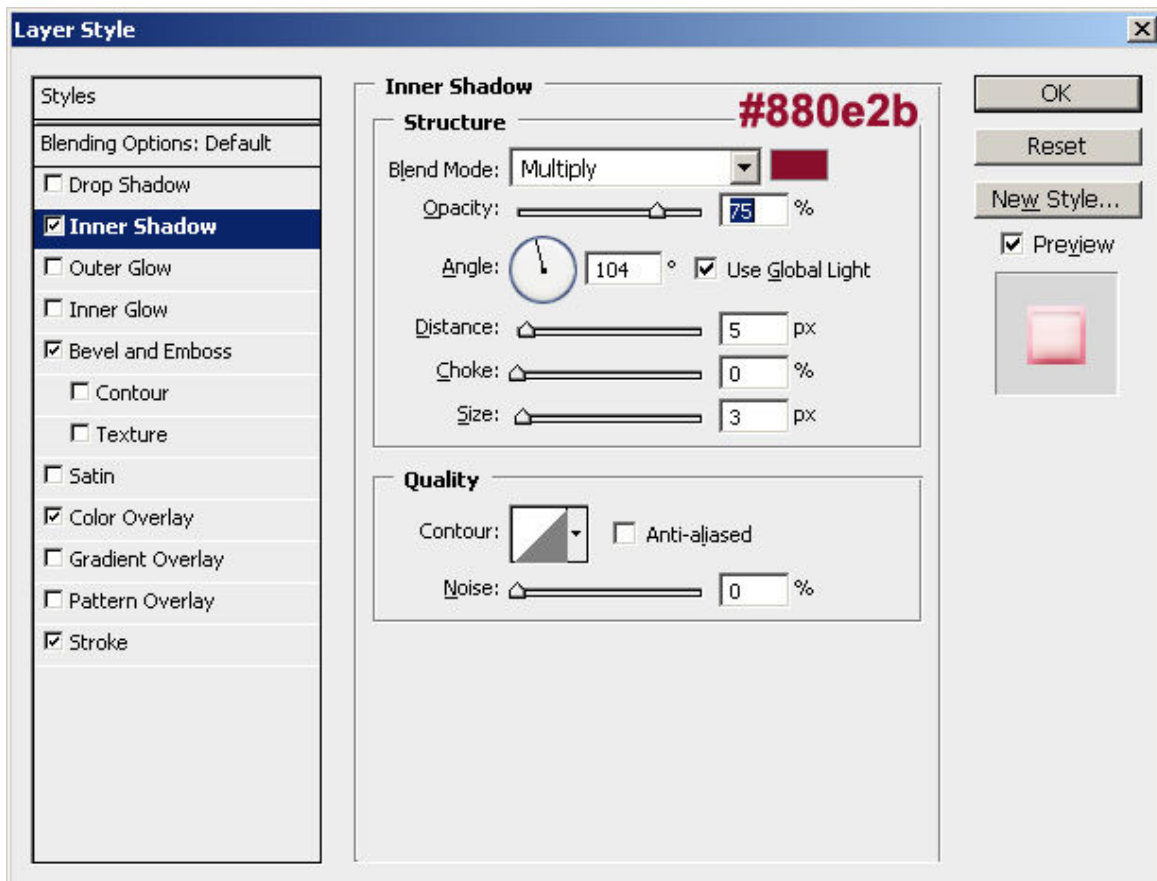 Layer Style
Styles
Blending Options: Default
Drop Shadow
Inner Shadow
Outer Glow
Inner Glow
Bevel and Emboss
Contour
Texture
Satin
Color Overlay
Gradient Overlay
Pattern Overlay
Stroke
Inner Shadow
#880e2b
Structure
Blend Mode: Multiply
Opacity: 75 %
Angle: 104 ° Use Global Light
Distance: 5 px
Choke: 0 %
Size: 3 px
Quality
Contour: Anti-aliased
Noise: 0 %
OK
Reset
New Style...
Preview